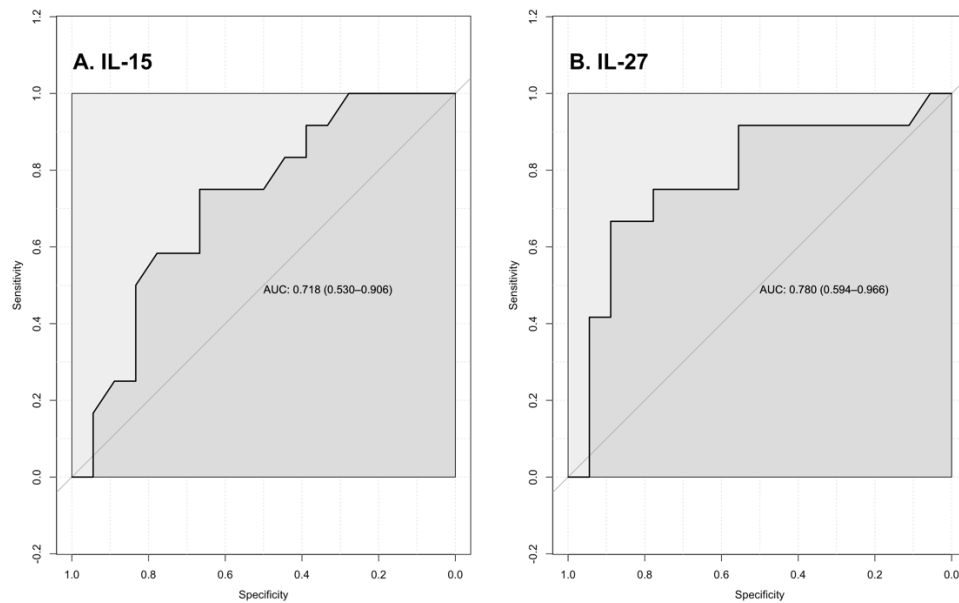 A. IL-15
1.2
1.0
0.8
0.6
0.4
0.2
0.0
-0.2
Sensitivity
AUC: 0.718 (0.530–0.906)
1.0 0.8 0.6 0.4 0.2 0.0
Specificity
B. IL-27
1.2
1.0
0.8
0.6
0.4
0.2
0.0
-0.2
Sensitivity
AUC: 0.780 (0.594–0.966)
1.0 0.8 0.6 0.4 0.2 0.0
Specificity